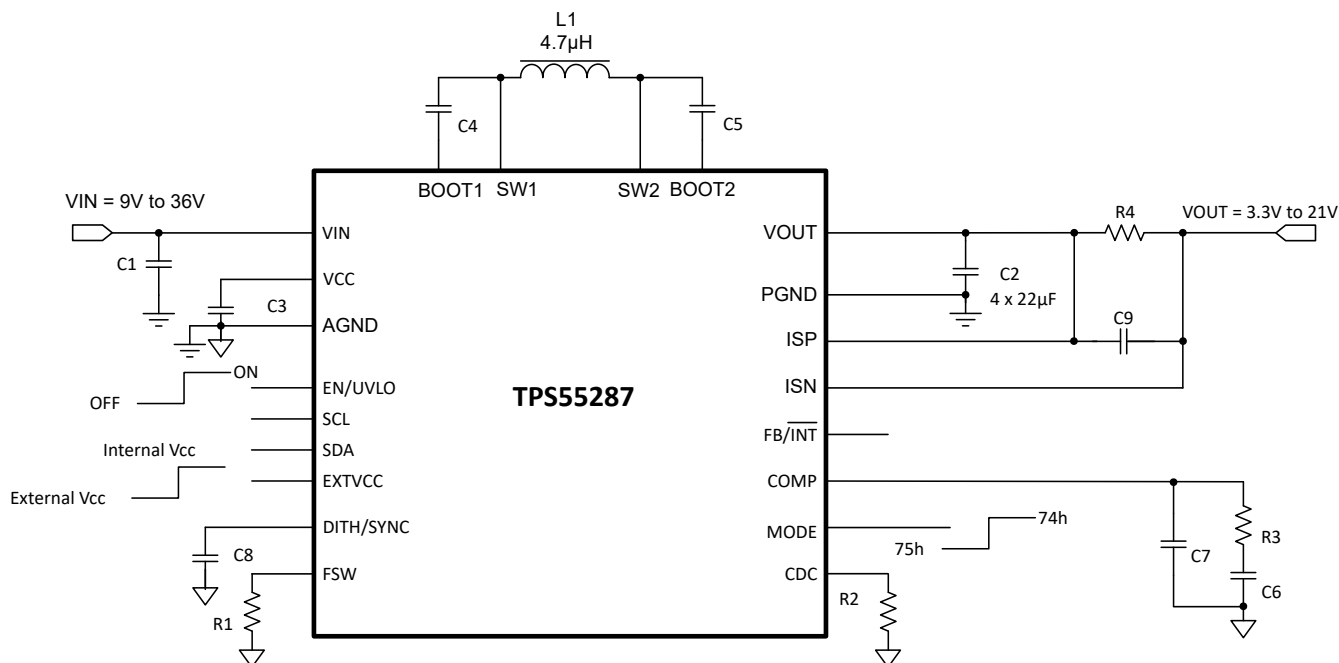 L1
4.7µH
C4
C5
BOOT1
SW1
SW2
BOOT2
VIN = 9V to 36V
VIN
C1
VCC
C3
AGND
ON
OFF
EN/UVLO
SCL
Internal Vcc
SDA
External Vcc
EXTVCC
DITH/SYNC
C8
FSW
R1
TPS55287
VOUT
R4
VOUT = 3.3V to 21V
C2
4 x 22µF
PGND
ISP
C9
ISN
FB/INT
COMP
MODE
74h
75h
C7
R3
C6
CDC
R2